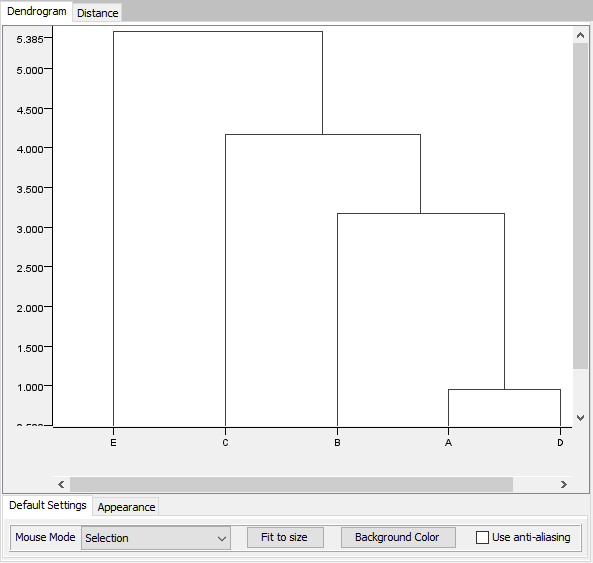 Dendrogram Distance
5.385
5.000
4.500
4.000
3.500
3.000
2.500
2.000
1.500
1.000
E C B A D
Default Settings Appearance
Mouse Mode Selection Fit to size Background Color Use anti-aliasing